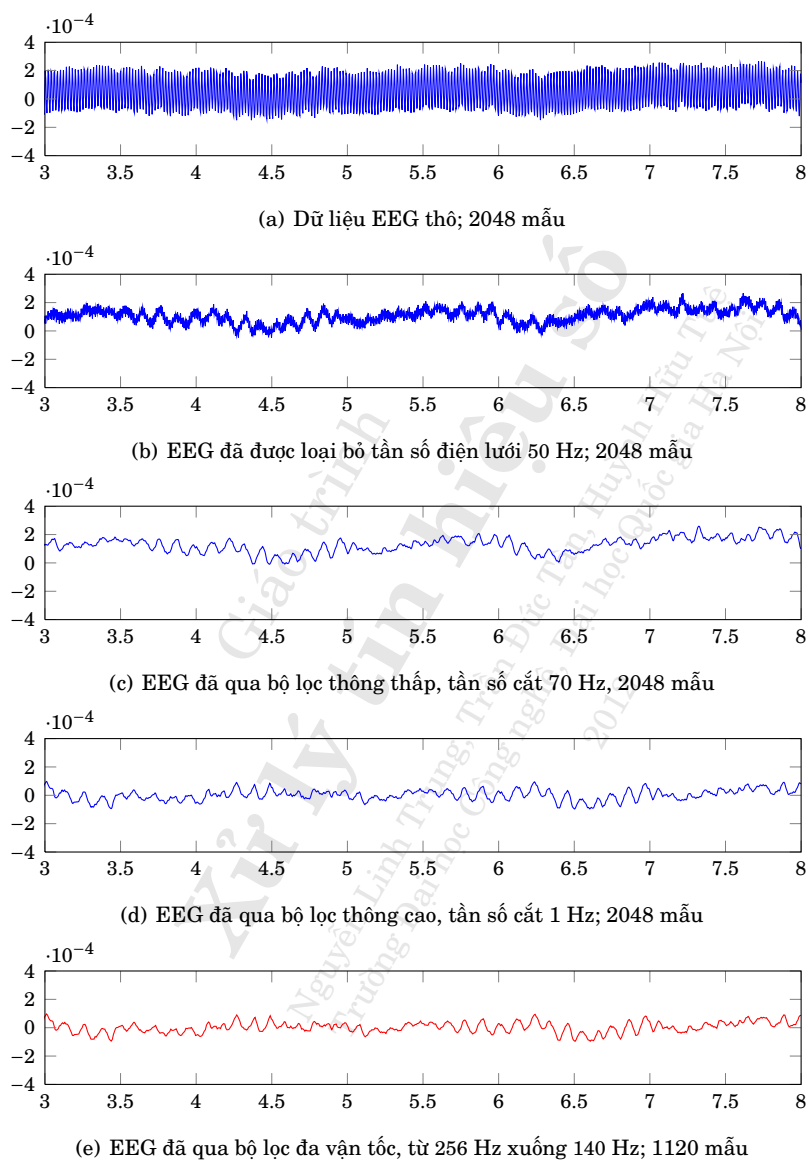 ·10−4
4
2
0
−2
−4
3 3.5 4 4.5 5 5.5 6 6.5 7 7.5 8
(a) Dữ liệu EEG thô; 2048 mẫu
·10−4
4
2
0
−2
−4
3 3.5 4 4.5 5 5.5 6 6.5 7 7.5 8
(b) EEG đã được loại bỏ tần số điện lưới 50 Hz; 2048 mẫu
·10−4
4
2
0
−2
−4
3 3.5 4 4.5 5 5.5 6 6.5 7 7.5 8
(c) EEG đã qua bộ lọc thông thấp, tần số cắt 70 Hz, 2048 mẫu
·10−4
4
2
0
−2
−4
3 3.5 4 4.5 5 5.5 6 6.5 7 7.5 8
(d) EEG đã qua bộ lọc thông cao, tần số cắt 1 Hz; 2048 mẫu
·10−4
4
2
0
−2
−4
3 3.5 4 4.5 5 5.5 6 6.5 7 7.5 8
(e) EEG đã qua bộ lọc đa vận tốc, từ 256 Hz xuống 140 Hz; 1120 mẫu
Giáo trình
Xử lý tín hiệu số
Nguyễn Linh Trung, Trần Đức Tân, Huỳnh Hữu Tuệ
Trường Đại học Công nghệ, Đại học Quốc gia Hà Nội
2012